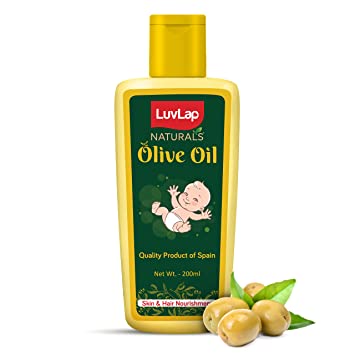 LuvLap
NATURALS
Olive Oil
Quality Product of Spain
Net Wt. - 200ml
Skin & Hair Nourishment